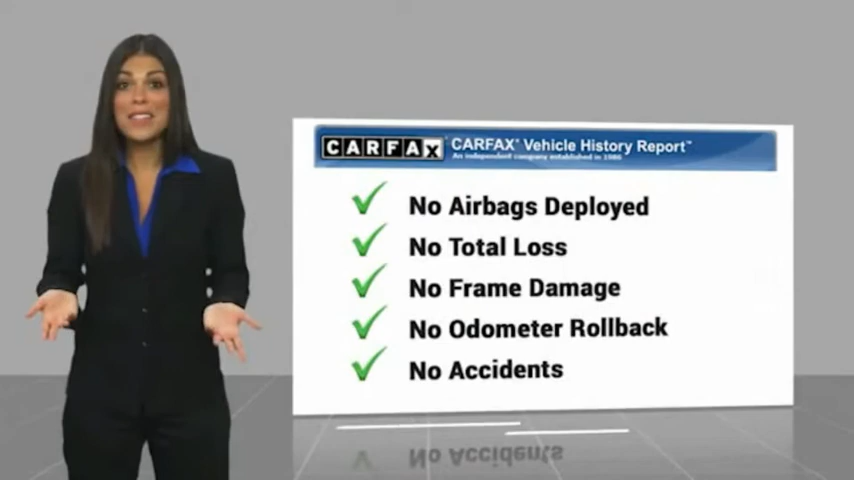 CARFAX CARFAX® Vehicle History Report™
An independent company established in 1986
No Airbags Deployed
No Total Loss
No Frame Damage
No Odometer Rollback
No Accidents
No Accidents